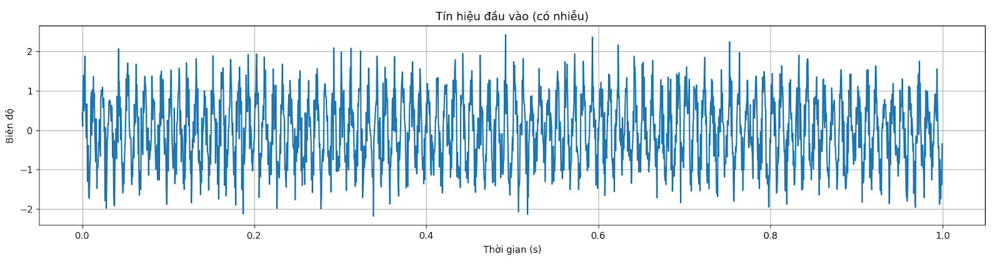 Tín hiệu đầu vào (có nhiễu)
Biên độ
2
1
0
−1
−2
0.0 0.2 0.4 0.6 0.8 1.0
Thời gian (s)